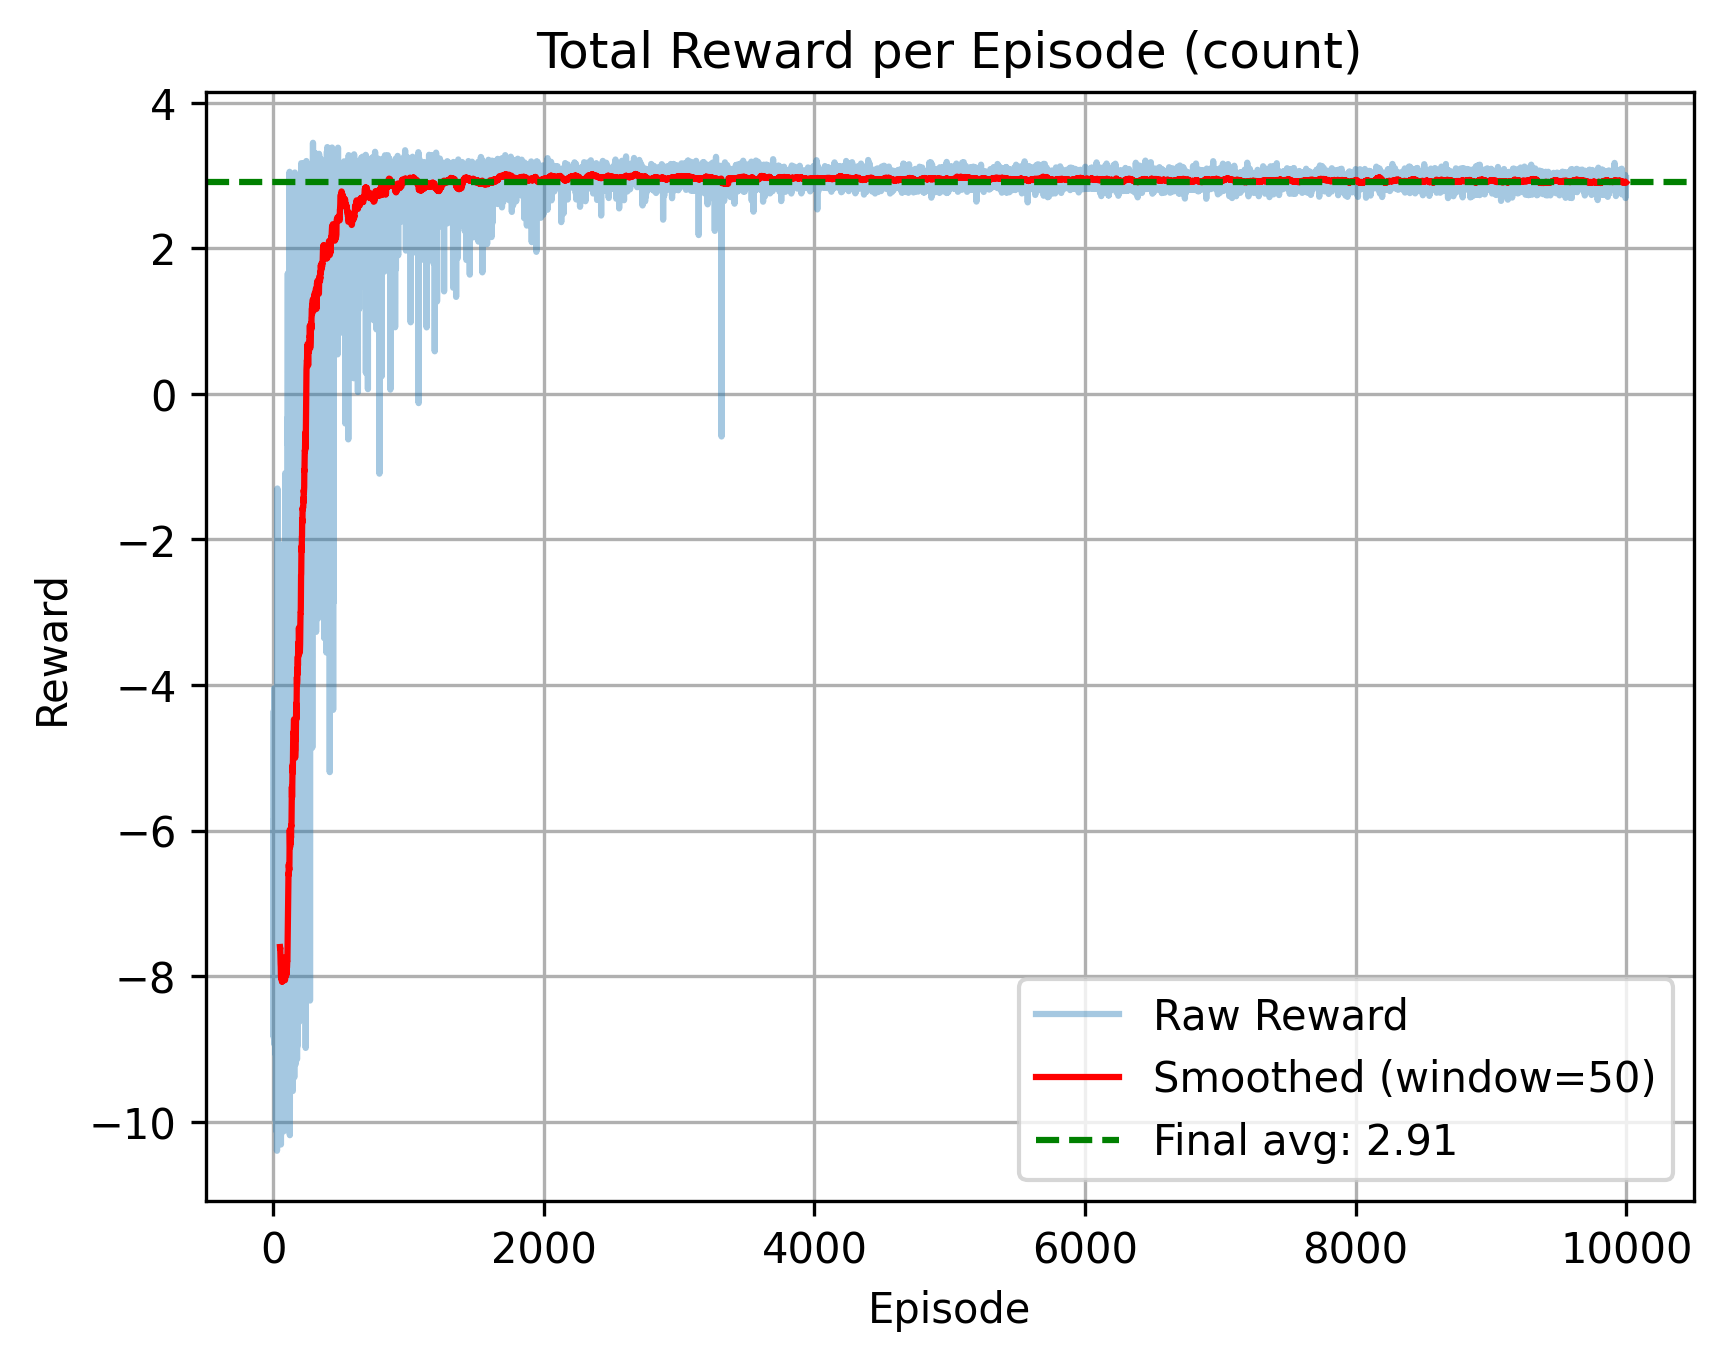 Total Reward per Episode (count)
4
2
0
−2
−4
−6
−8
−10
Reward
0
2000
4000
6000
8000
10000
Episode
Raw Reward
Smoothed (window=50)
Final avg: 2.91